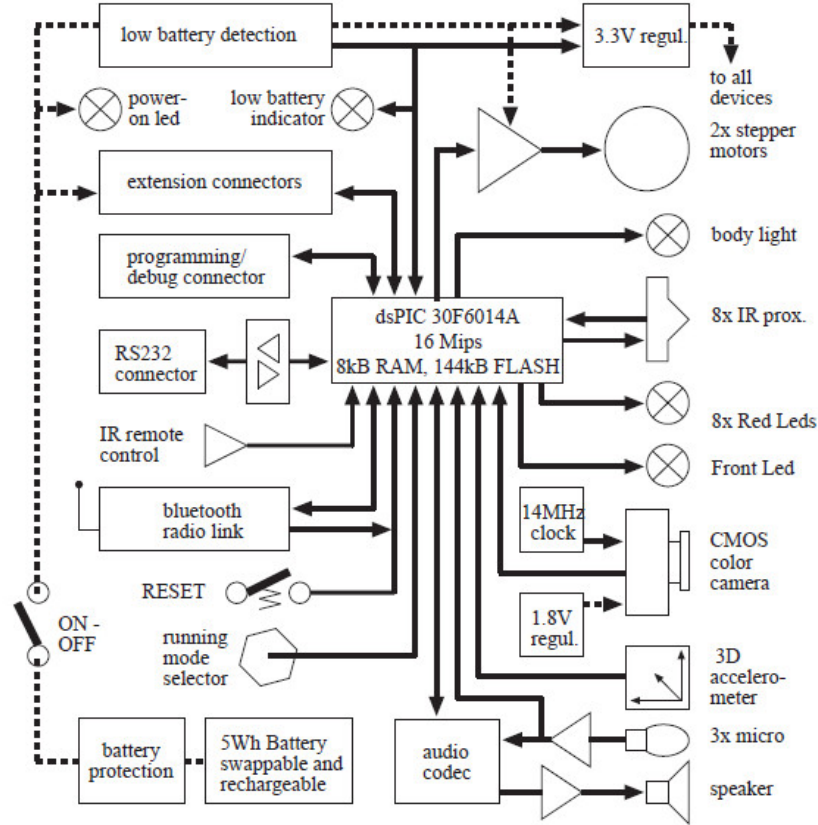 low battery detection
3.3V regul.
to all
devices
power-
on led
low battery
indicator
2x stepper
motors
extension connectors
body light
programming/
debug connector
dsPIC 30F6014A
16 Mips
8kB RAM, 144kB FLASH
8x IR prox.
RS232
connector
8x Red Leds
IR remote
control
Front Led
bluetooth
radio link
14MHz
clock
CMOS
color
camera
RESET
ON -
OFF
1.8V
regul.
running
mode
selector
3D
accelero-
meter
battery
protection
5Wh Battery
swappable and
rechargeable
audio
codec
3x micro
speaker